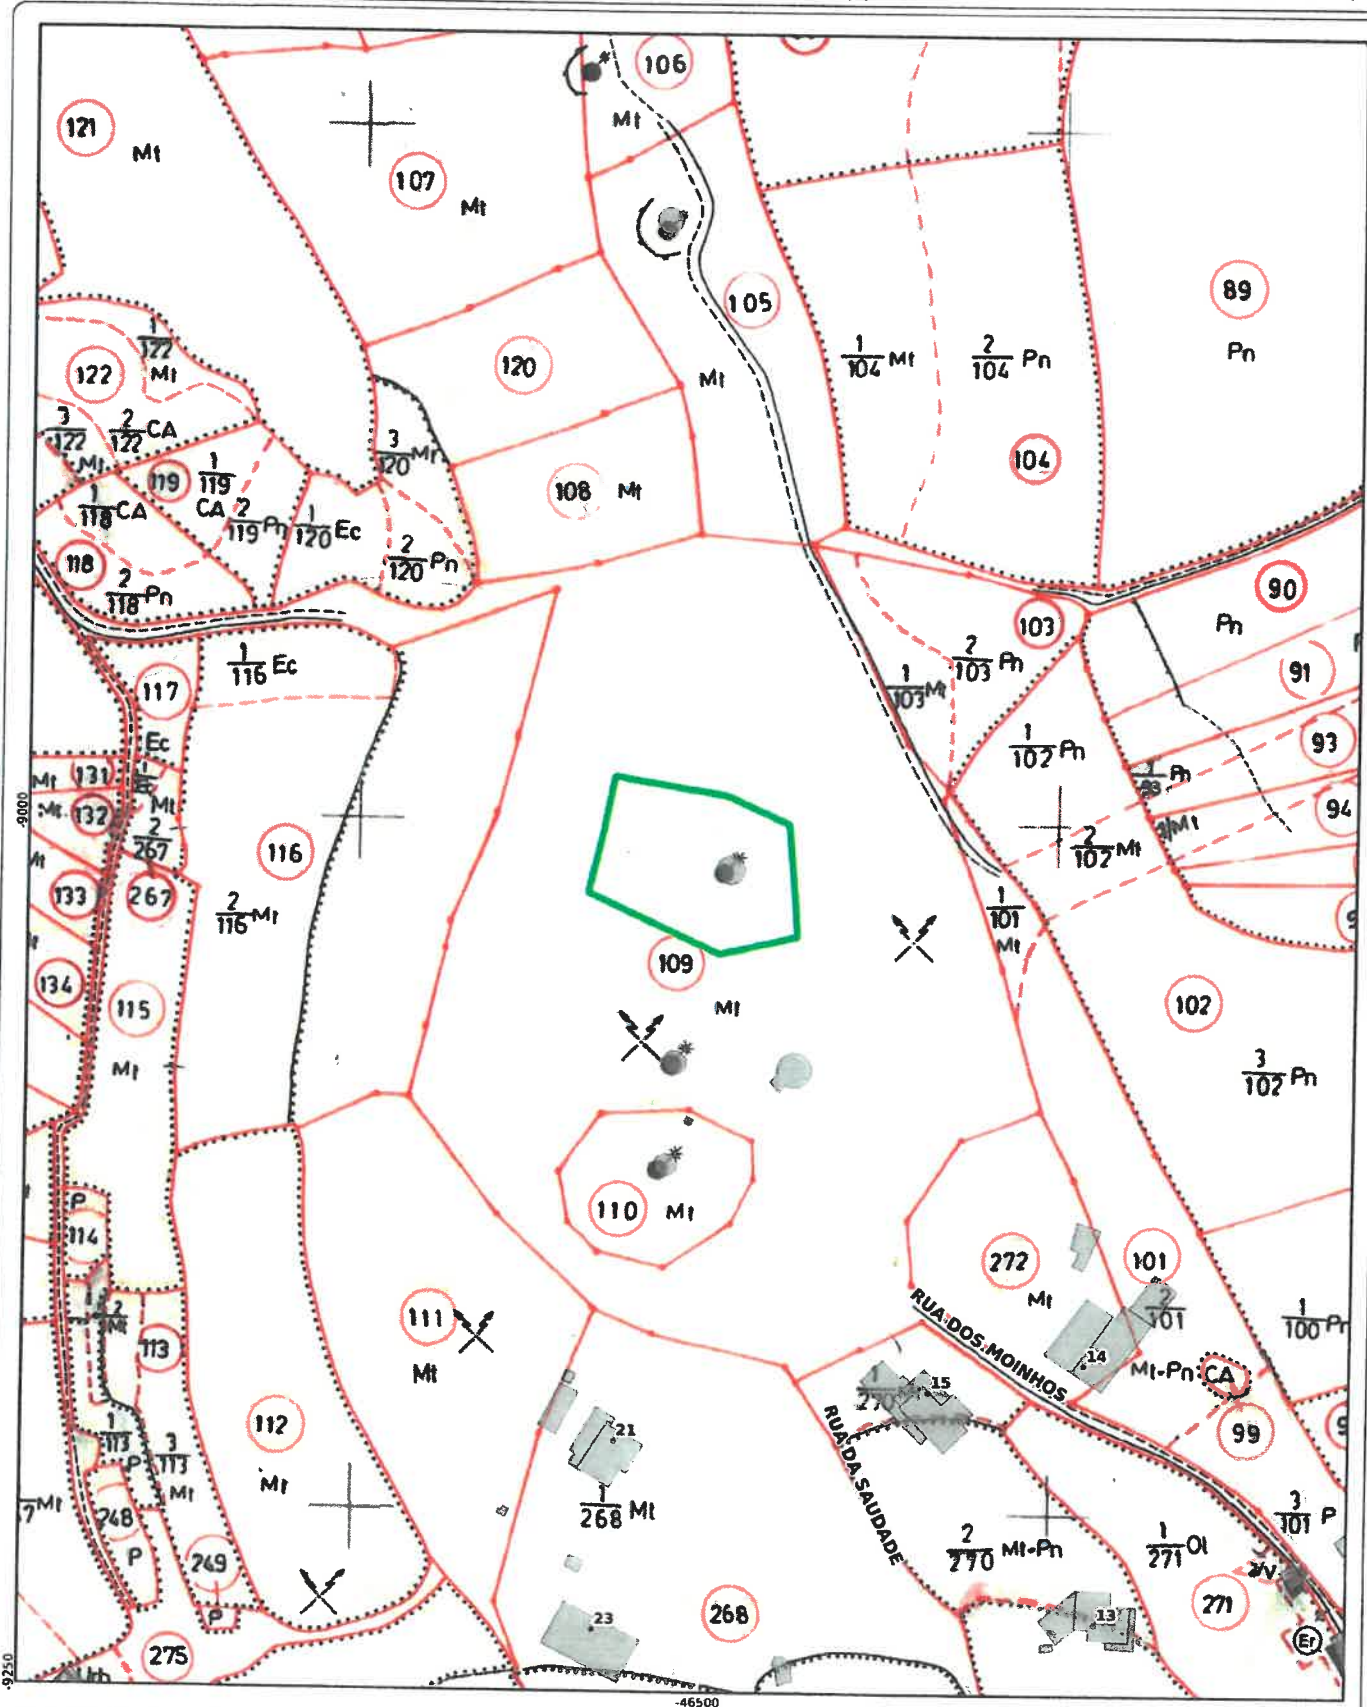 106
121
Mt
Mt
107
Mt
105
89
Pn
1/104 Mt
2/104 Pn
104
1/122
Mt
122
120
Mt
3/122
Mt
2/122 CA
3/120 Mt
119
1/119
CA
108 Mt
1/118 CA
2/119 Pn
1/120 Ec
118
2/118 Pn
2/120 Pn
90
Pn
103
2/103 Pn
1/103 Mt
91
1/116 Ec
117
Ec
93
1/102 Pn
131
Mt
132
Mt
94
2/102 Mt
-9000
2/267
116
133
267
2/116 Mt
1/101
Mt
109
Mt
134
115
Mt
102
3/102 Pn
110 Mt
P
114
272
Mt
101
2/101
Mt-Pn CA
1/100
RUA DOS MOINHOS
14
15
111
Mt
113
112
Mt
21
99
RUA DA SAUDADE
1/113
P
3/113
Mt
1/268 Mt
248
P
249
P
2/270 Mt-Pn
1/271 Ol
3/101 P
271
Er
23
268
13
275
-9250
-46500